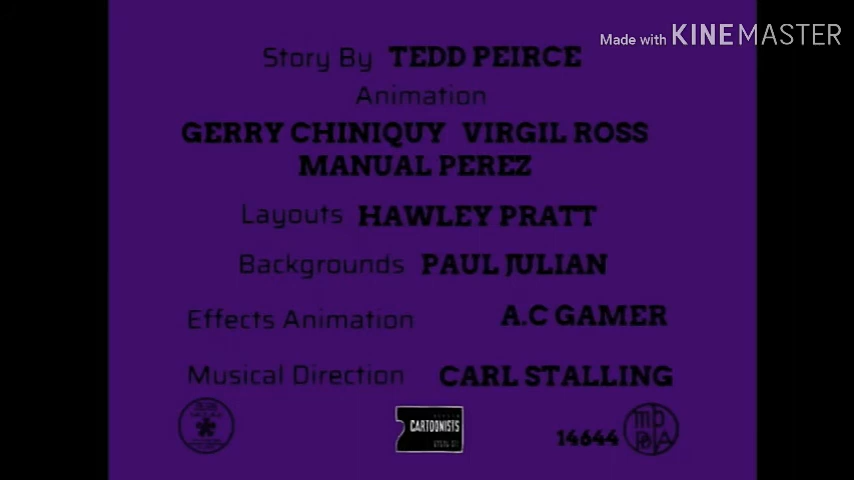 Made with KINEMASTER
Story By TEDD PEIRCE
Animation
GERRY CHINIQUY VIRGIL ROSS
MANUAL PEREZ
Layouts HAWLEY PRATT
Backgrounds PAUL JULIAN
Effects Animation A.C GAMER
Musical Direction CARL STALLING
CARTOONISTS
14644
MPPDA